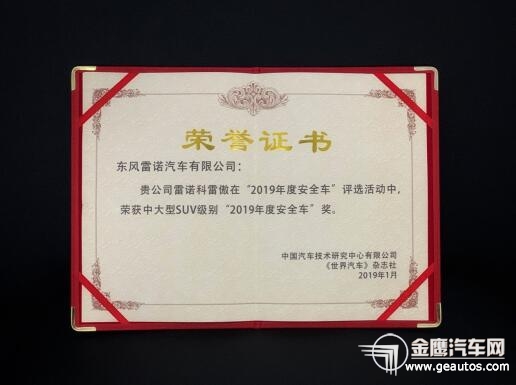 荣誉证书
东风雷诺汽车有限公司：
贵公司雷诺科雷傲在“2019年度安全车”评选活动中，
荣获中大型SUV级别“2019年度安全车”奖。
中国汽车技术研究中心有限公司
《世界汽车》杂志社
2019年1月
金鹰汽车网
www.geautos.com